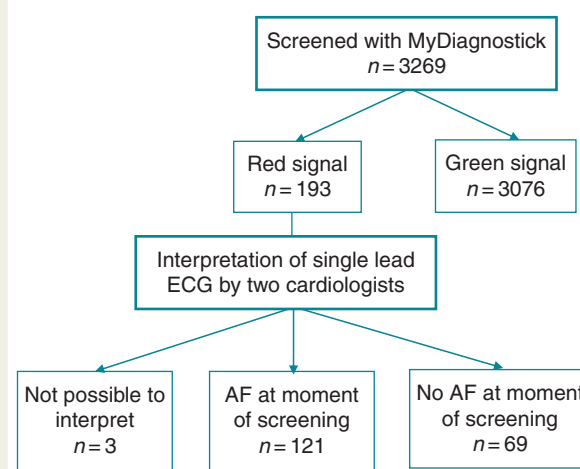 Screened with MyDiagnostick
n = 3269
Red signal
n = 193
Green signal
n = 3076
Interpretation of single lead
ECG by two cardiologists
Not possible to
interpret
n = 3
AF at moment
of screening
n = 121
No AF at moment
of screening
n = 69